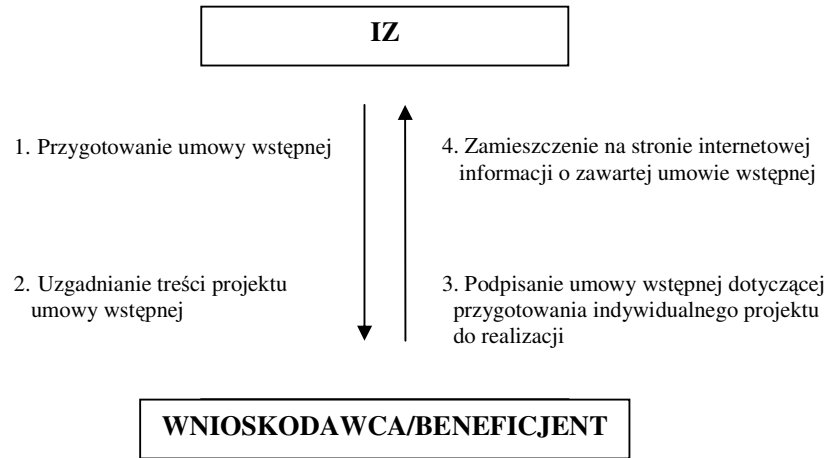 IZ
1. Przygotowanie umowy wstępnej
2. Uzgadnianie treści projektu
umowy wstępnej
4. Zamieszczenie na stronie internetowej
informacji o zawartej umowie wstępnej
3. Podpisanie umowy wstępnej dotyczącej
przygotowania indywidualnego projektu
do realizacji
WNIOSKODAWCA/BENEFICJENT